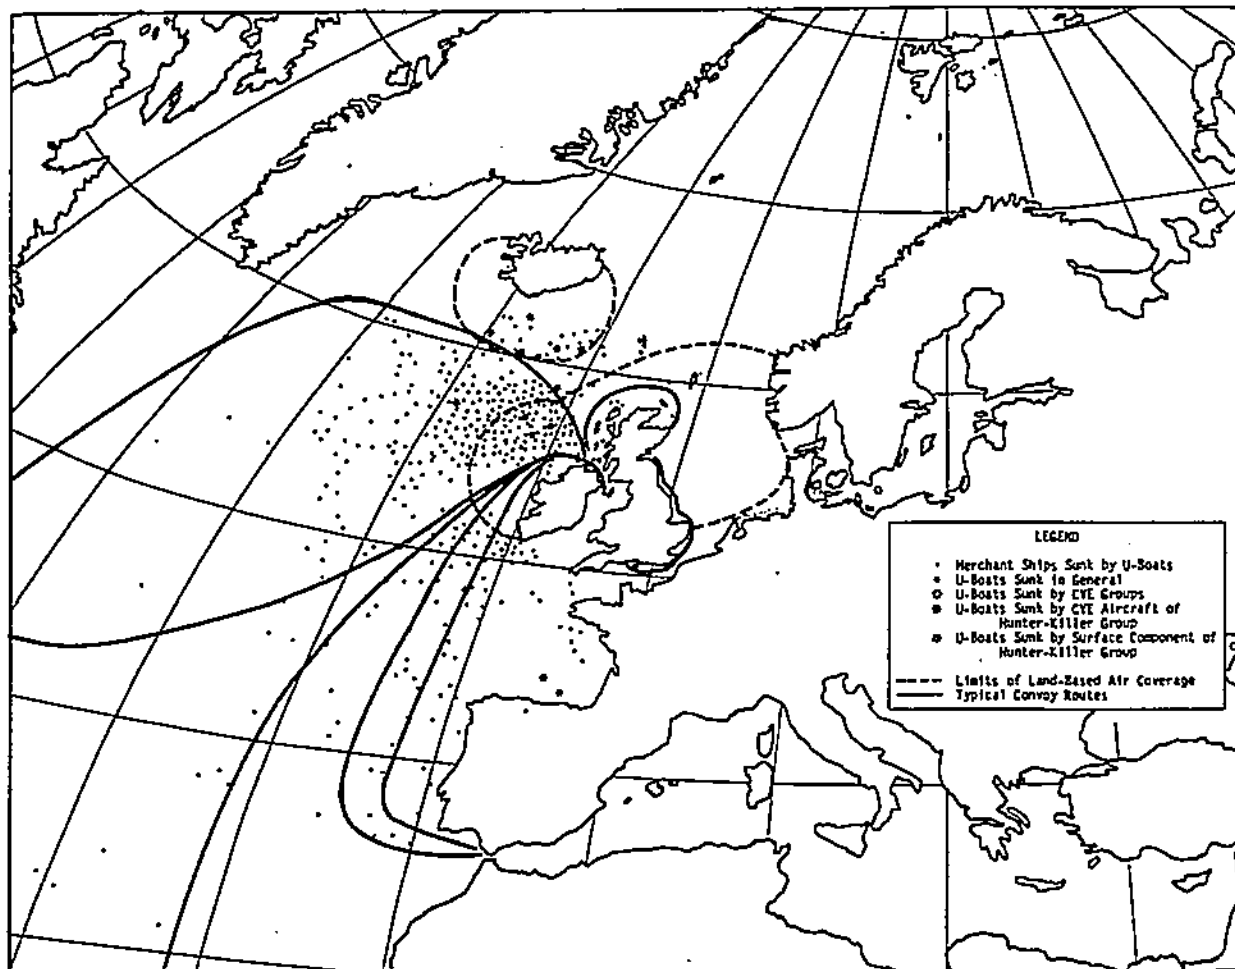 LEGEND
Merchant Ships Sunk by U-Boats
U-Boats Sunk in General
U-Boats Sunk by CVE Groups
U-Boats Sunk by CVE Aircraft of
Hunter-Killer Group
U-Boats Sunk by Surface Component of
Hunter-Killer Group
Limits of Land-Based Air Coverage
Typical Convoy Routes